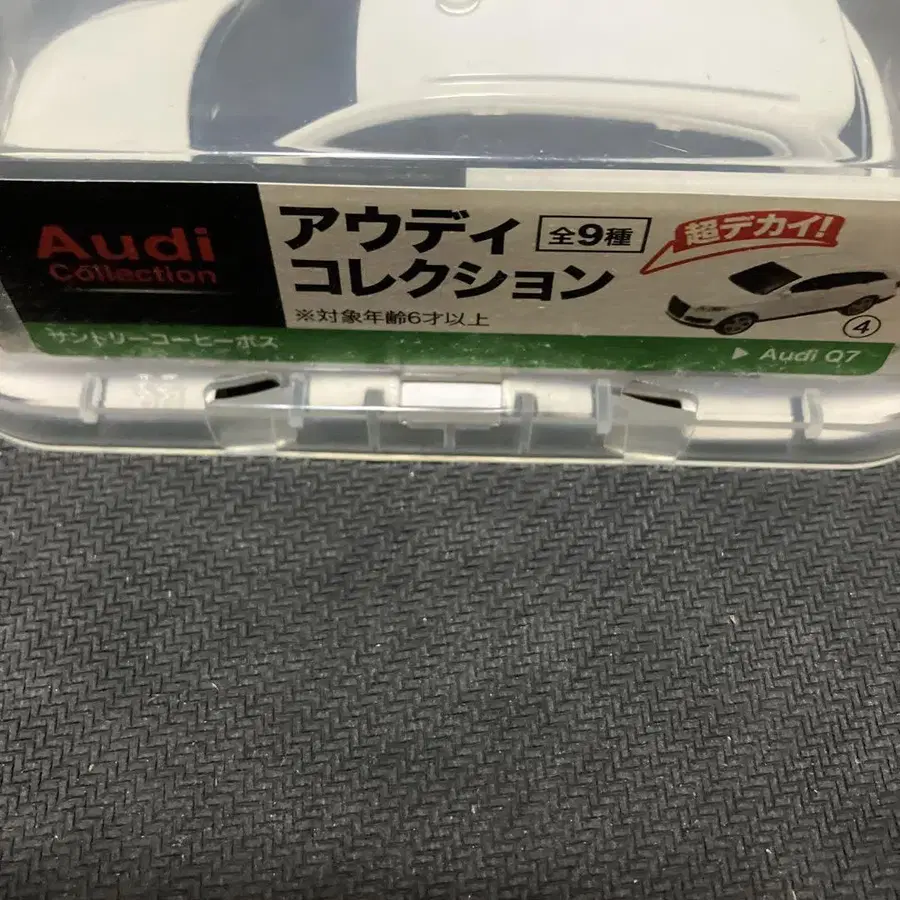 Audi
Collection
アウディ
コレクション
全9種
※対象年齢6才以上
超デカイ!
④
サントリーコーヒーボス
▶ Audi Q7